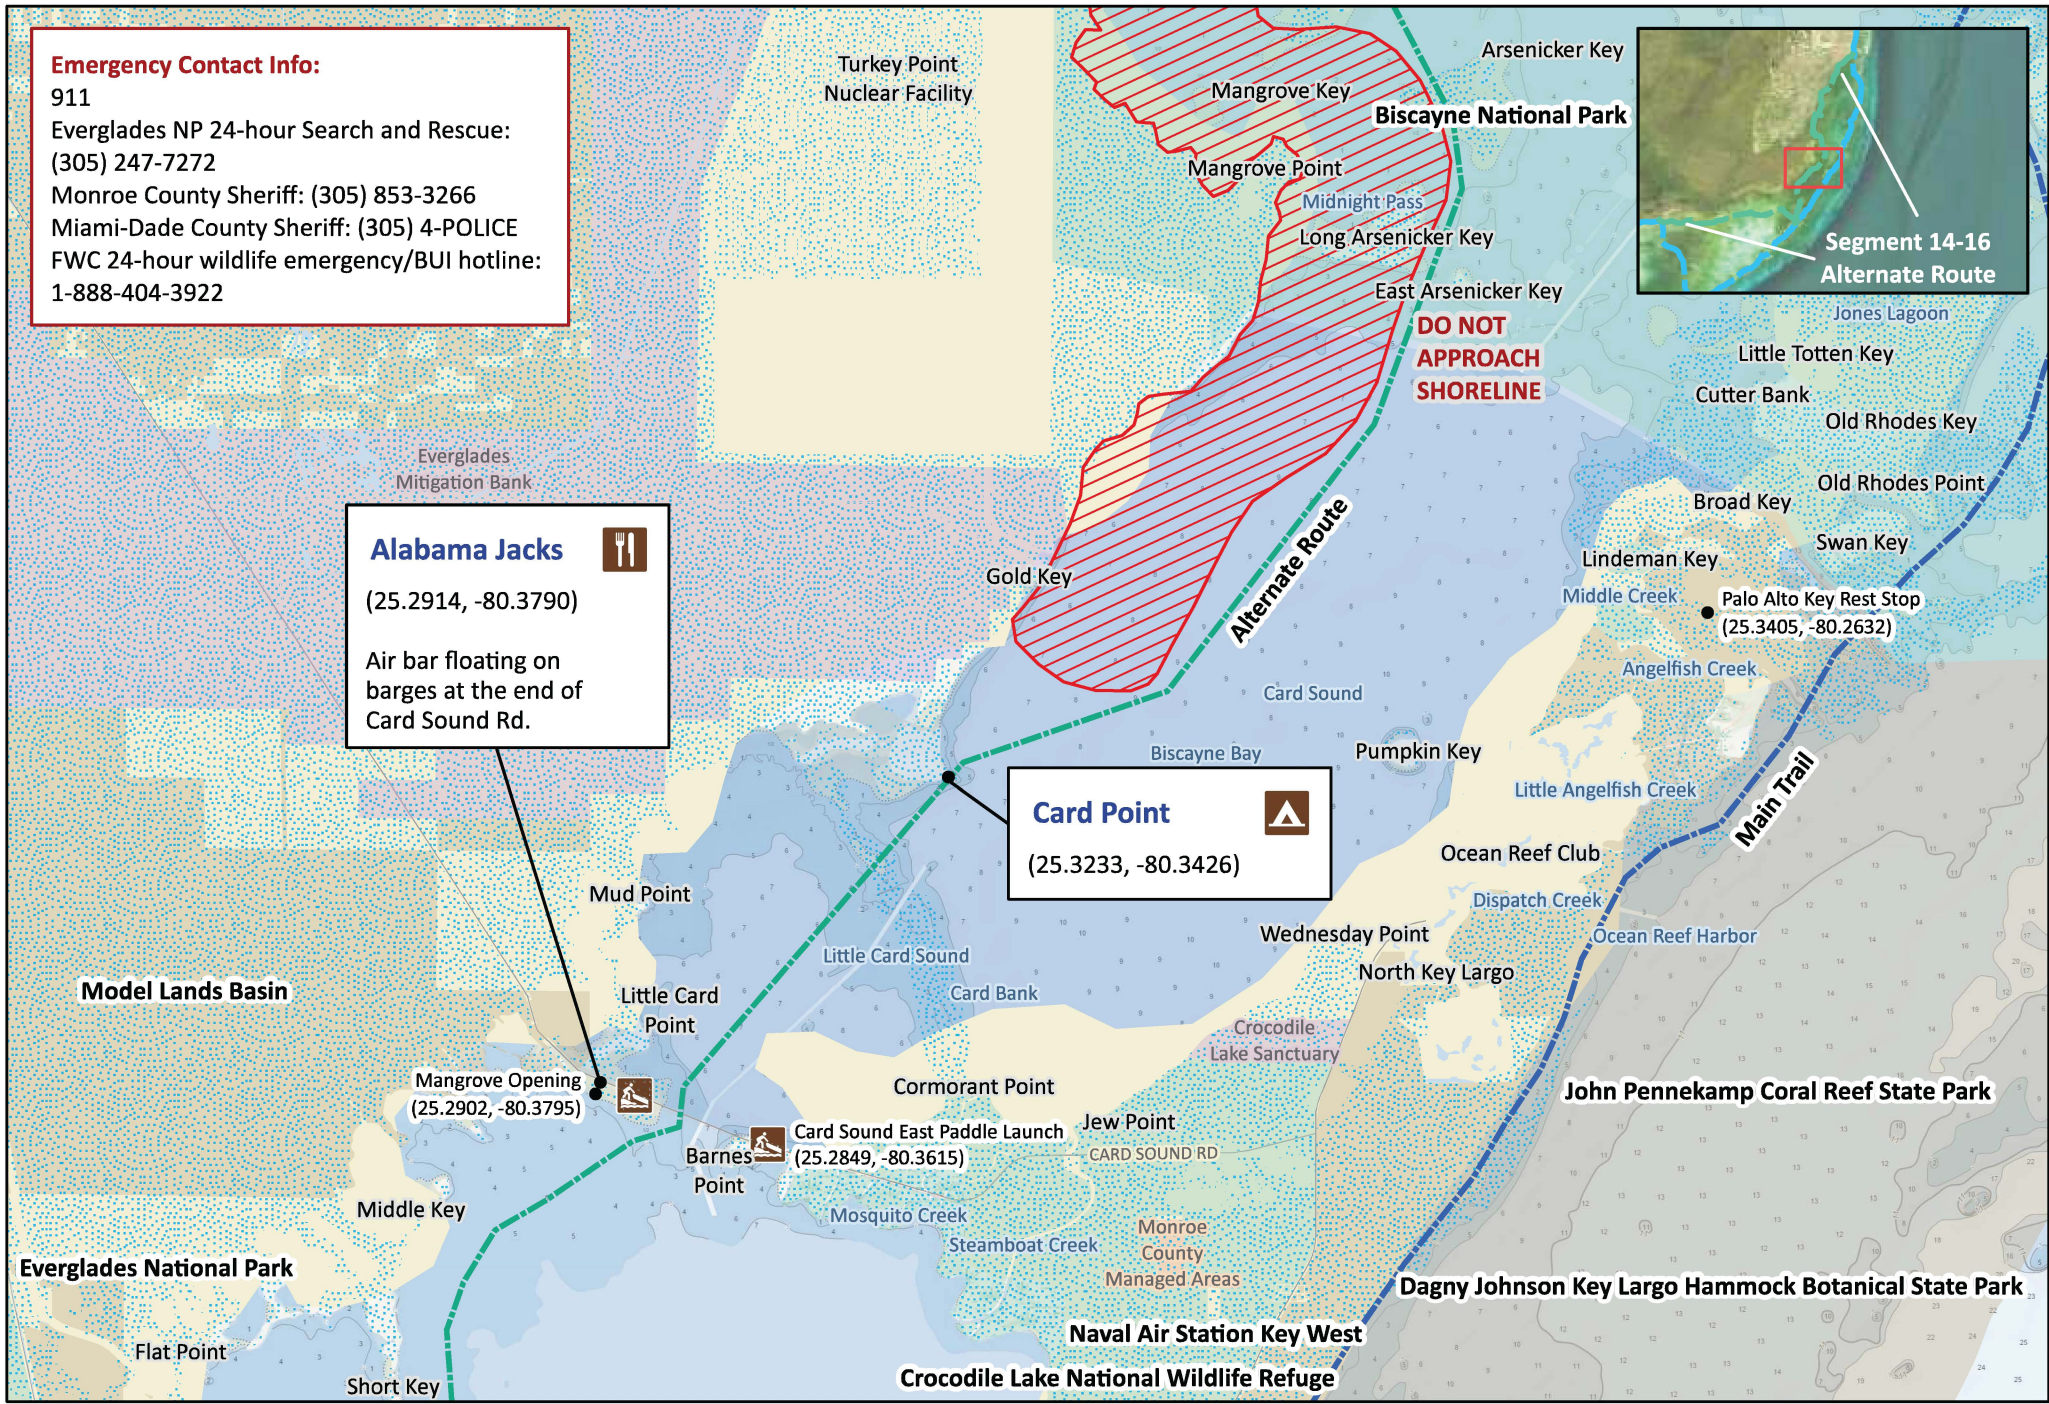 Emergency Contact Info:
911
Everglades NP 24-hour Search and Rescue:
(305) 247-7272
Monroe County Sheriff: (305) 853-3266
Miami-Dade County Sheriff: (305) 4-POLICE
FWC 24-hour wildlife emergency/BUI hotline:
1-888-404-3922
Turkey Point
Nuclear Facility
Mangrove Key
Arsenicker Key
Biscayne National Park
Mangrove Point
Midnight Pass
Long Arsenicker Key
East Arsenicker Key
DO NOT
APPROACH
SHORELINE
Segment 14-16
Alternate Route
Jones Lagoon
Little Totten Key
Cutter Bank
Old Rhodes Key
Old Rhodes Point
Broad Key
Swan Key
Lindeman Key
Middle Creek
Palo Alto Key Rest Stop
(25.3405, -80.2632)
Angelfish Creek
Everglades
Mitigation Bank
Alabama Jacks
(25.2914, -80.3790)
Air bar floating on
barges at the end of
Card Sound Rd.
Gold Key
Alternate Route
Card Sound
Biscayne Bay
Pumpkin Key
Little Angelfish Creek
Main Trail
Card Point
(25.3233, -80.3426)
Ocean Reef Club
Dispatch Creek
Ocean Reef Harbor
Wednesday Point
North Key Largo
Mud Point
Little Card Sound
Card Bank
Model Lands Basin
Little Card
Point
Crocodile
Lake Sanctuary
Mangrove Opening
(25.2902, -80.3795)
Cormorant Point
John Pennekamp Coral Reef State Park
Jew Point
Card Sound East Paddle Launch
(25.2849, -80.3615)
CARD SOUND RD
Barnes
Point
Middle Key
Mosquito Creek
Steamboat Creek
Monroe
County
Managed Areas
Everglades National Park
Dagny Johnson Key Largo Hammock Botanical State Park
Flat Point
Naval Air Station Key West
Short Key
Crocodile Lake National Wildlife Refuge